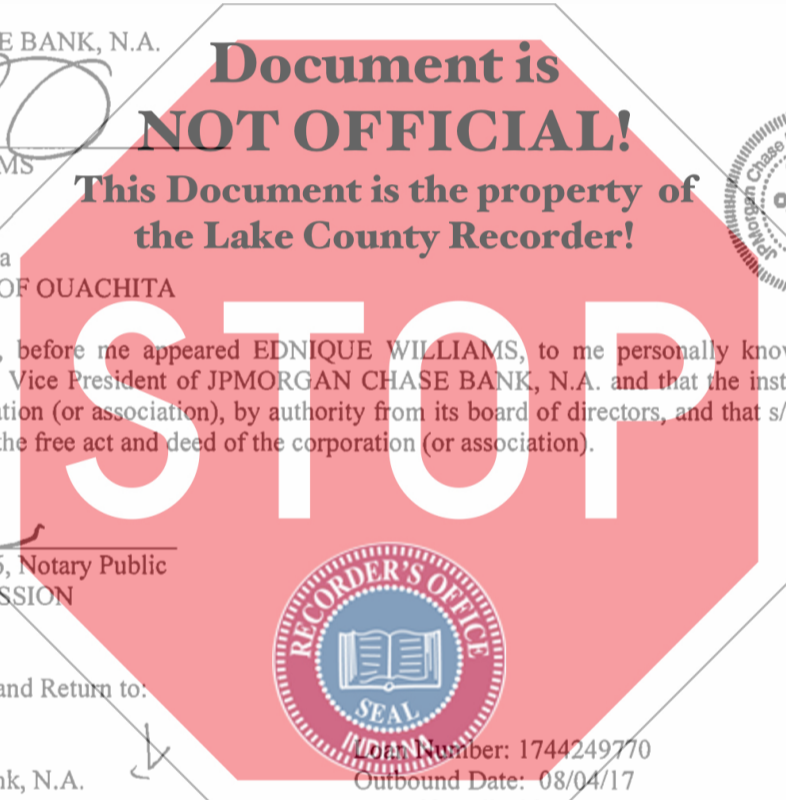 E BANK, N.A.
Document is
NOT OFFICIAL!
MS
This Document is the property of
the Lake County Recorder!
JPMorgan Chase
a
OF OUACHITA
STOP
, before me appeared EDNIQUE WILLIAMS, to me personally know
Vice President of JPMORGAN CHASE BANK, N.A. and that the inst
ation (or association), by authority from its board of directors, and that s/
the free act and deed of the corporation (or association).
5, Notary Public
SSION
RECORDER'S OFFICE
SEAL
INDIANA
and Return to:
Loan Number: 1744249770
nk, N.A.
Outbound Date: 08/04/17